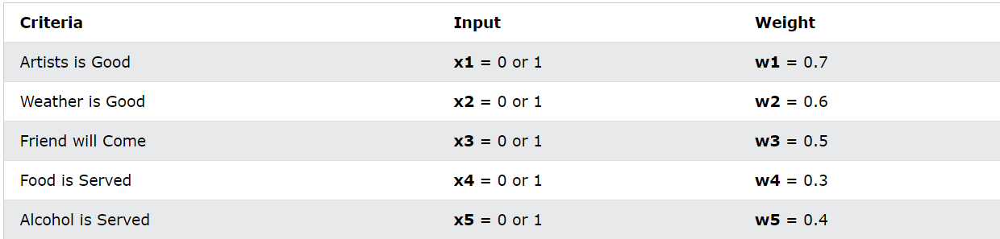 Criteria Input Weight
Artists is Good x1 = 0 or 1 w1 = 0.7
Weather is Good x2 = 0 or 1 w2 = 0.6
Friend will Come x3 = 0 or 1 w3 = 0.5
Food is Served x4 = 0 or 1 w4 = 0.3
Alcohol is Served x5 = 0 or 1 w5 = 0.4